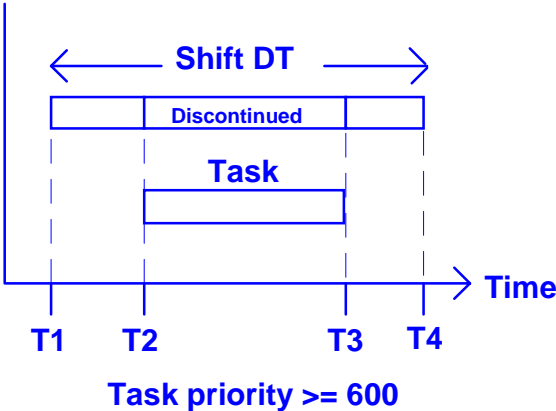 Shift DT
Discontinued
Task
Time
T1 T2 T3 T4
Task priority >= 600